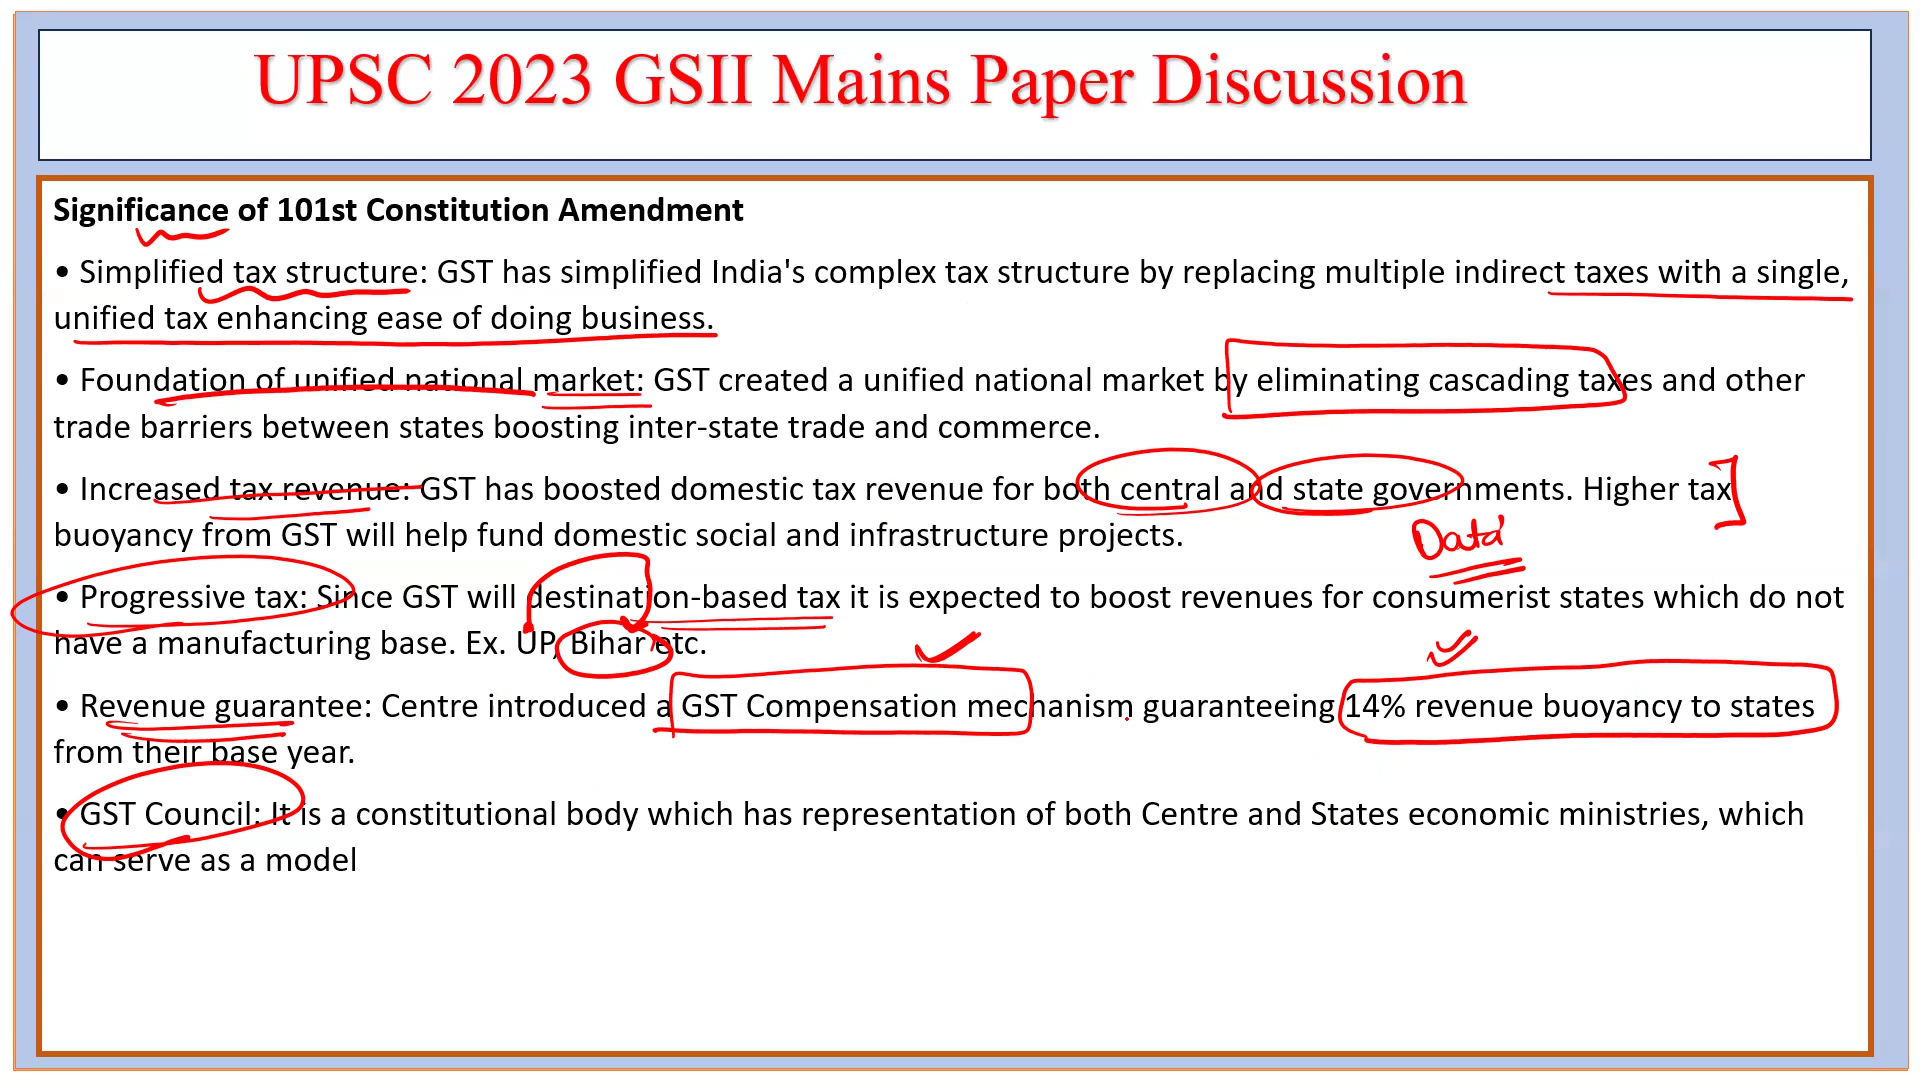 UPSC 2023 GSII Mains Paper Discussion
Significance of 101st Constitution Amendment
• Simplified tax structure: GST has simplified India's complex tax structure by replacing multiple indirect taxes with a single,
unified tax enhancing ease of doing business.
• Foundation of unified national market: GST created a unified national market by eliminating cascading taxes and other
trade barriers between states boosting inter-state trade and commerce.
• Increased tax revenue: GST has boosted domestic tax revenue for both central and state governments. Higher tax
buoyancy from GST will help fund domestic social and infrastructure projects.
Data
• Progressive tax: Since GST will destination-based tax it is expected to boost revenues for consumerist states which do not
have a manufacturing base. Ex. UP, Bihar etc.
• Revenue guarantee: Centre introduced a GST Compensation mechanism guaranteeing 14% revenue buoyancy to states
from their base year.
• GST Council: It is a constitutional body which has representation of both Centre and States economic ministries, which
can serve as a model